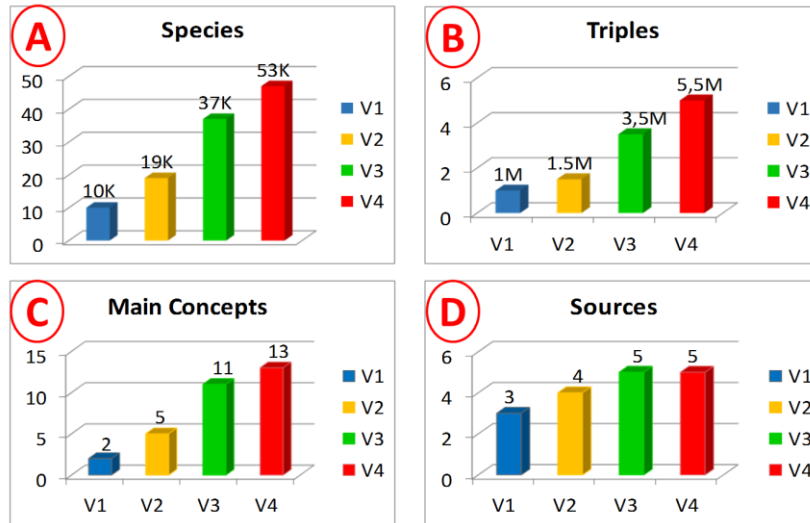 A
Species
50
40
30
20
10
0
10K
19K
37K
53K
V1
V2
V3
V4
B
Triples
6
4
2
0
1M
1.5M
3,5M
5,5M
V1 V2 V3 V4
V1
V2
V3
V4
C
Main Concepts
15
10
5
0
2
5
11
13
V1 V2 V3 V4
V1
V2
V3
V4
D
Sources
6
4
2
0
3
4
5
5
V1 V2 V3 V4
V1
V2
V3
V4